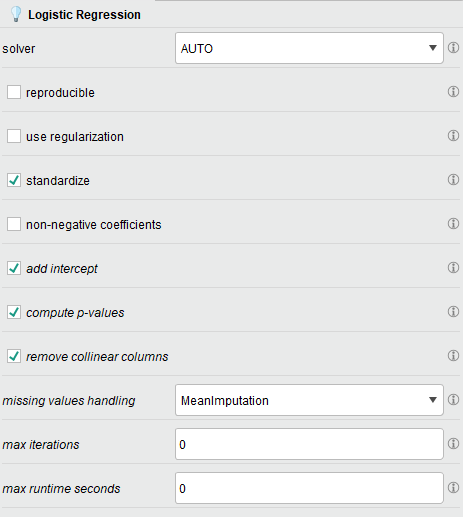 Logistic Regression
solver AUTO
reproducible
use regularization
standardize
non-negative coefficients
add intercept
compute p-values
remove collinear columns
missing values handling MeanImputation
max iterations 0
max runtime seconds 0